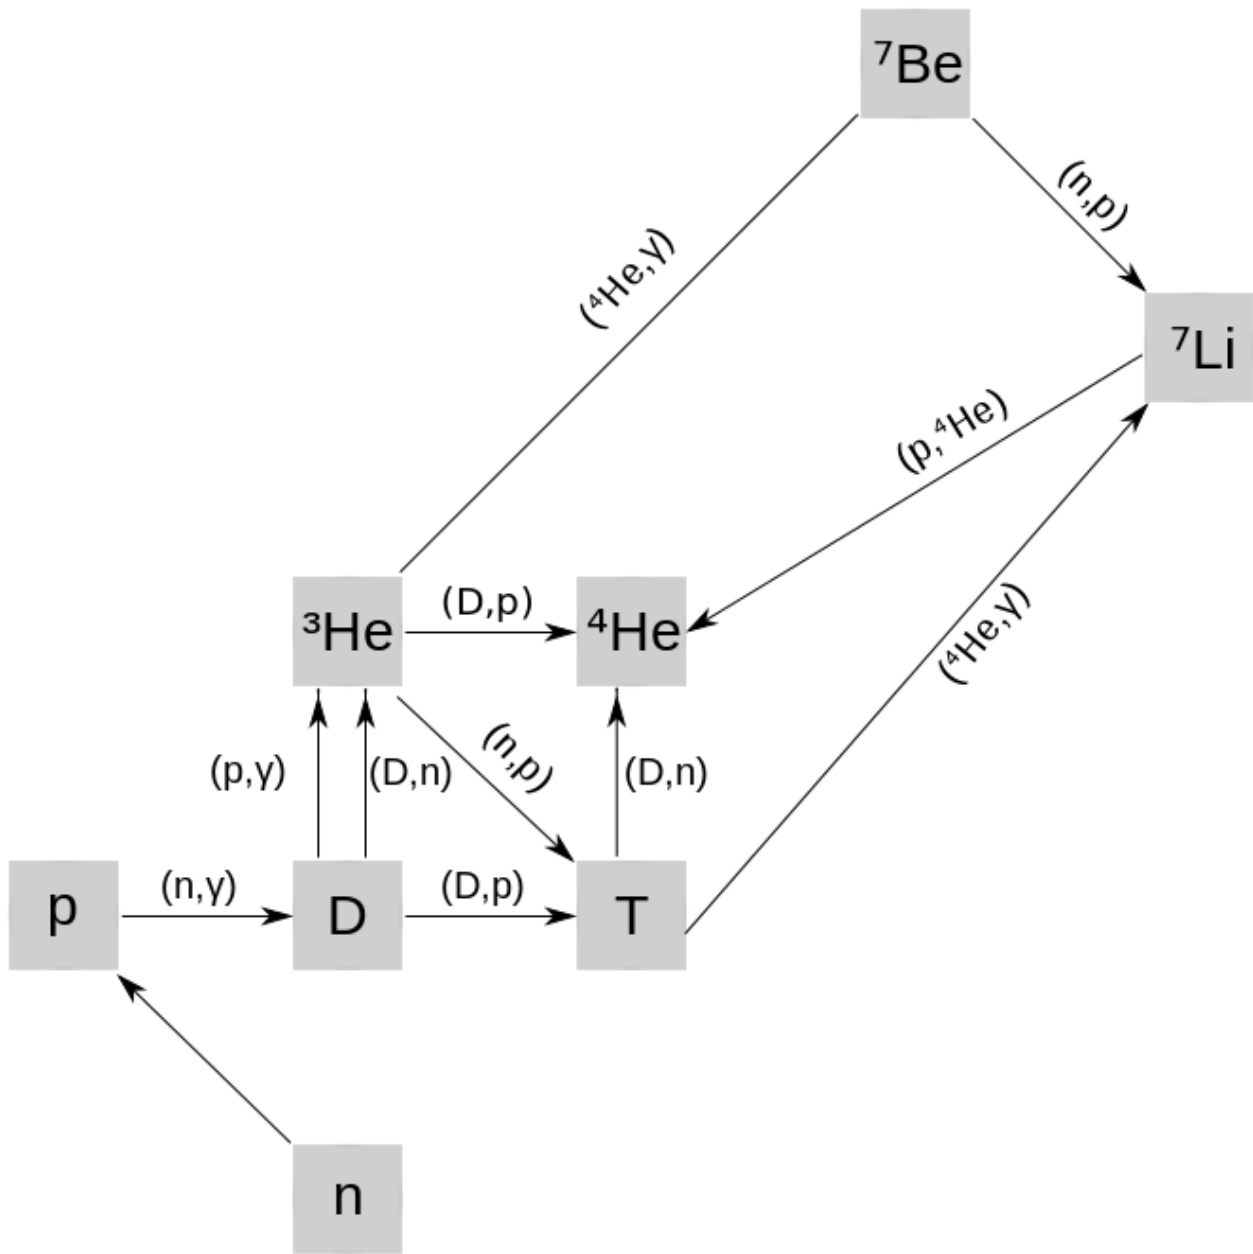 ⁷Be
(n,p)
(⁴He,γ)
⁷Li
(p,⁴He)
³He
(D,p)
⁴He
(⁴He,γ)
(p,γ)
(D,n)
(n,p)
(D,n)
p
(n,γ)
D
(D,p)
T
n